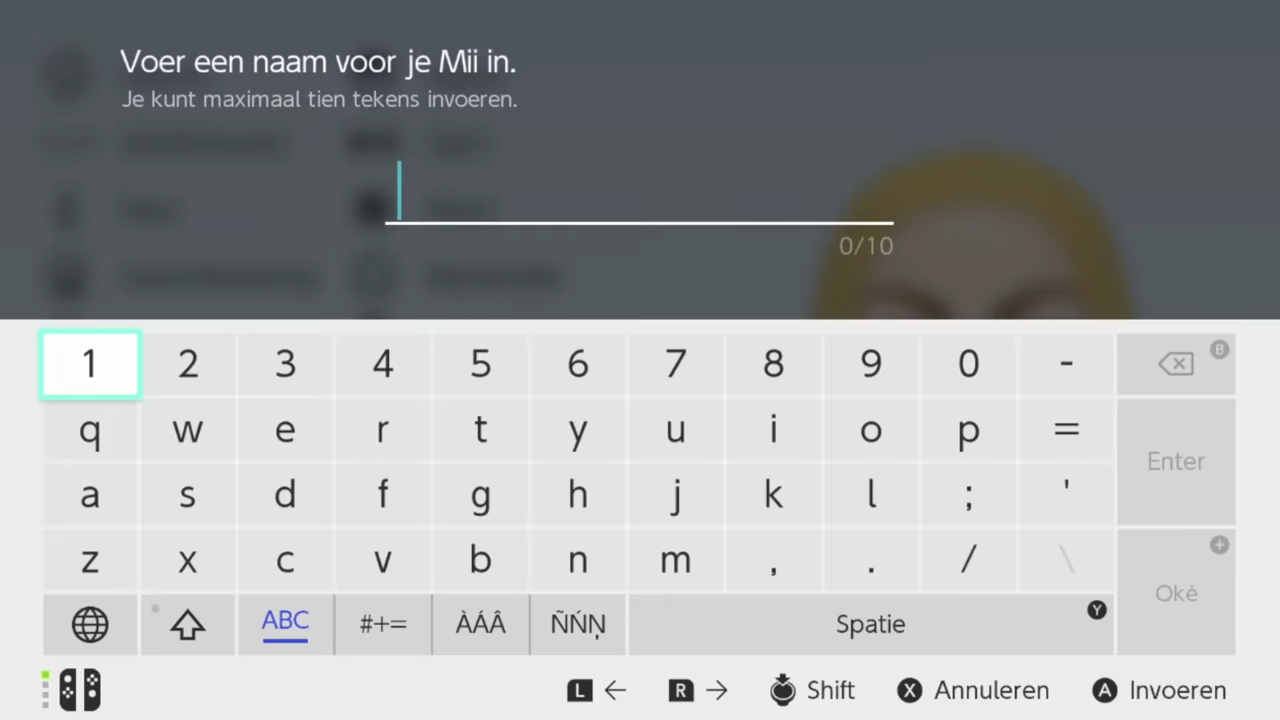 Voer een naam voor je Mii in.
Je kunt maximaal tien tekens invoeren.
0/10
1 2 3 4 5 6 7 8 9 0 - B
q w e r t y u i o p = Enter
a s d f g h j k l ; '
z x c v b n m , . / \ + Oké
ABC #+= ÀÁÂ ÑŃŅ Spatie Y
L ← R → Shift X Annuleren A Invoeren